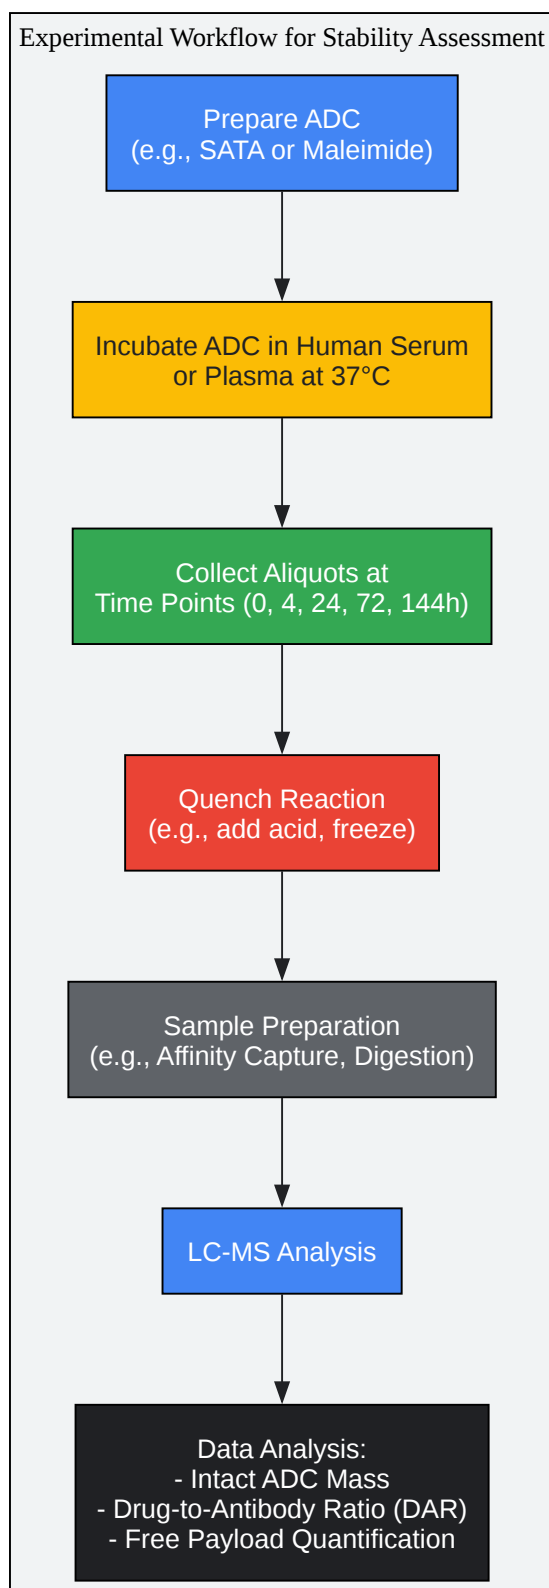 Experimental Workflow for Stability Assessment
Prepare ADC
(e.g., SATA or Maleimide)
Incubate ADC in Human Serum
or Plasma at 37°C
Collect Aliquots at
Time Points (0, 4, 24, 72, 144h)
Quench Reaction
(e.g., add acid, freeze)
Sample Preparation
(e.g., Affinity Capture, Digestion)
LC-MS Analysis
Data Analysis:
- Intact ADC Mass
- Drug-to-Antibody Ratio (DAR)
- Free Payload Quantification